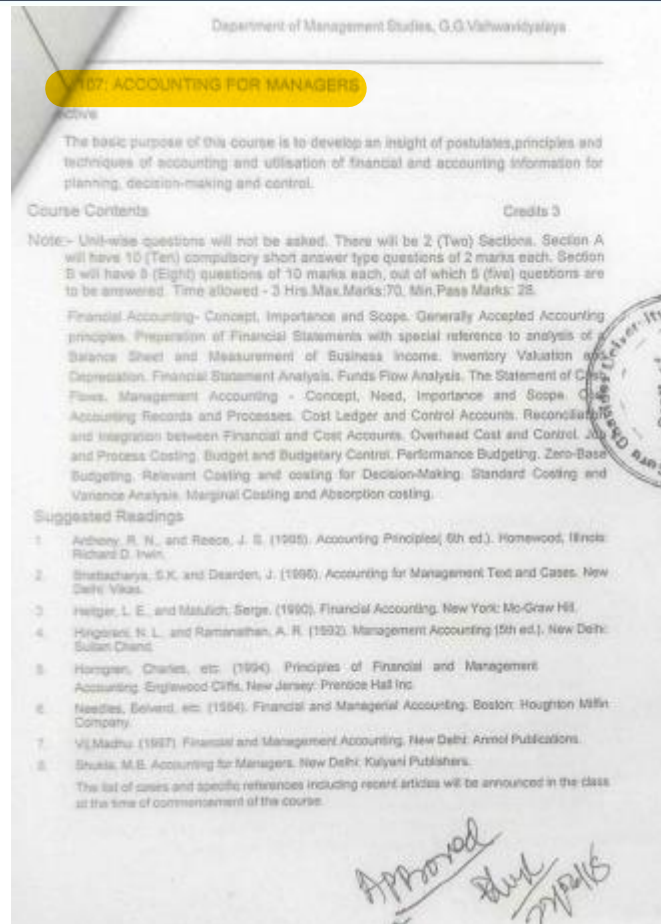 Department of Management Studies, G.G.Vishwavidyalaya
107: ACCOUNTING FOR MANAGERS
ctive
The basic purpose of this course is to develop an insight of postulates,principles and
techniques of accounting and utilisation of financial and accounting information for
planning, decision-making and control.
Course Contents Credits 3
Note:- Unit-wise questions will not be asked. There will be 2 (Two) Sections. Section A
will have 10 (Ten) compulsory short answer type questions of 2 marks each. Section
B will have 8 (Eight) questions of 10 marks each, out of which 5 (five) questions are
to be answered. Time allowed - 3 Hrs.Max.Marks:70, Min.Pass Marks: 28.
Financial Accounting- Concept, Importance and Scope. Generally Accepted Accounting
principles. Preparation of Financial Statements with special reference to analysis of
Balance Sheet and Measurement of Business Income. Inventory Valuation
Depreciation. Financial Statement Analysis. Funds Flow Analysis. The Statement of
Flows. Management Accounting - Concept, Need, Importance and Scope.
Accounting Records and Processes. Cost Ledger and Control Accounts. Reconciliation
and Integration between Financial and Cost Accounts. Overhead Cost and Control. Job
and Process Costing. Budget and Budgetary Control. Performance Budgeting. Zero-Base
Budgeting. Relevant Costing and costing for Decision-Making. Standard Costing and
Variance Analysis. Marginal Costing and Absorption costing.
Suggested Readings
1. Anthony, R. N., and Reece, J. S. (1995). Accounting Principles( 6th ed.). Homewood, Illinois:
Richard D. Irwin.
2. Bhattacharya, S.K. and Dearden, J. (1996). Accounting for Management Text and Cases. New
Delhi: Vikas.
3. Heitger, L. E., and Matulich, Serge. (1990). Financial Accounting. New York: Mc-Graw Hill.
4. Hingorani, N. L., and Ramanathan, A. R. (1992). Management Accounting (5th ed.). New Delhi:
Sultan Chand.
5. Horngren, Charles, etc. (1994). Principles of Financial and Management
Accounting. Englewood Cliffs, New Jersey: Prentice Hall Inc.
6. Needles, Belverd, etc. (1994). Financial and Managerial Accounting. Boston: Houghton Miffin
Company.
7. Vij,Madhu. (1997). Financial and Management Accounting. New Delhi: Anmol Publications.
8. Shukla, M.B. Accounting for Managers. New Delhi: Kalyani Publishers.
The list of cases and specific references including recent articles will be announced in the class
at the time of commencement of the course.
Approved